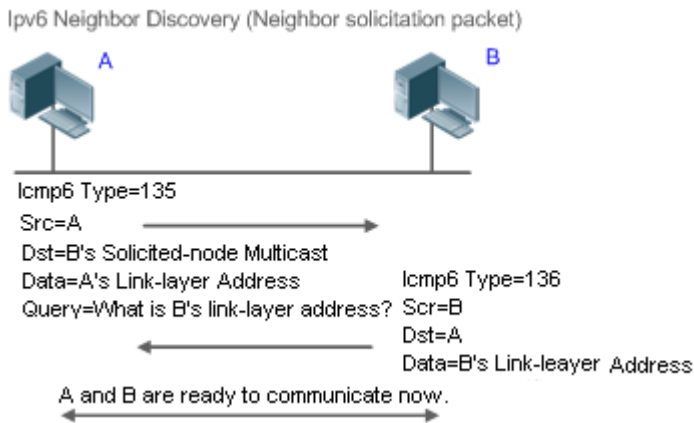 Ipv6 Neighbor Discovery (Neighbor solicitation packet)
A
B
Icmp6 Type=135
Src=A
Dst=B's Solicited-node Multicast
Data=A's Link-layer Address
Query=What is B's link-layer address?
Icmp6 Type=136
Scr=B
Dst=A
Data=B's Link-leayer Address
A and B are ready to communicate now.